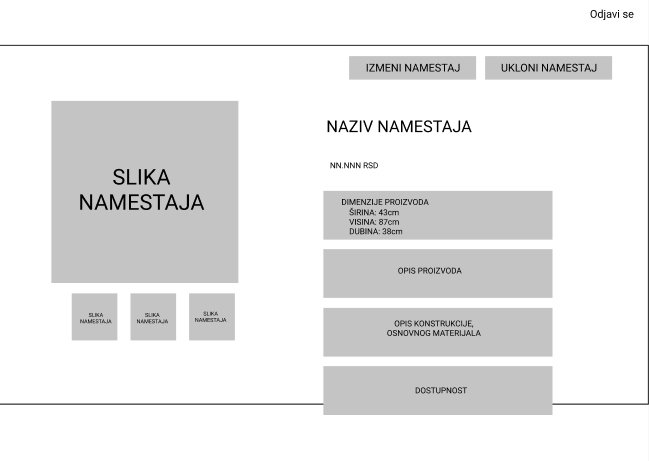 Odjavi se
IZMENI NAMESTAJ
UKLONI NAMESTAJ
SLIKA
NAMESTAJA
SLIKA
NAMESTAJA
SLIKA
NAMESTAJA
SLIKA
NAMESTAJA
NAZIV NAMESTAJA
NN.NNN RSD
DIMENZIJE PROIZVODA
ŠIRINA: 43cm
VISINA: 87cm
DUBINA: 38cm
OPIS PROIZVODA
OPIS KONSTRUKCIJE,
OSNOVNOG MATERIJALA
DOSTUPNOST